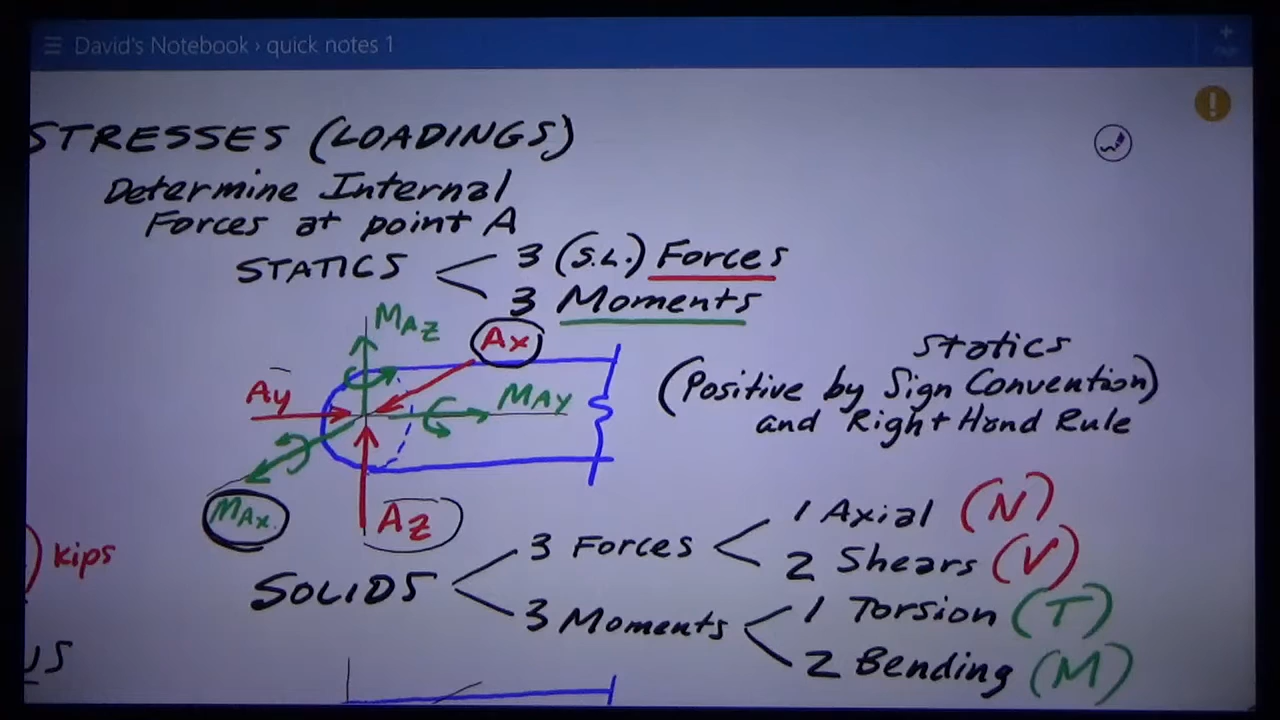 David's Notebook › quick notes 1
STRESSES (LOADINGS)
Determine Internal
Forces at point A
STATICS < 3 (S.L.) Forces
3 Moments
MAZ
AX
Ay
MAY
MAX
AZ
Statics
(Positive by Sign Convention)
and Right Hand Rule
) kips
SOLIDS
3 Forces
1 Axial (N)
2 Shears (V)
3 Moments
1 Torsion (T)
2 Bending (M)